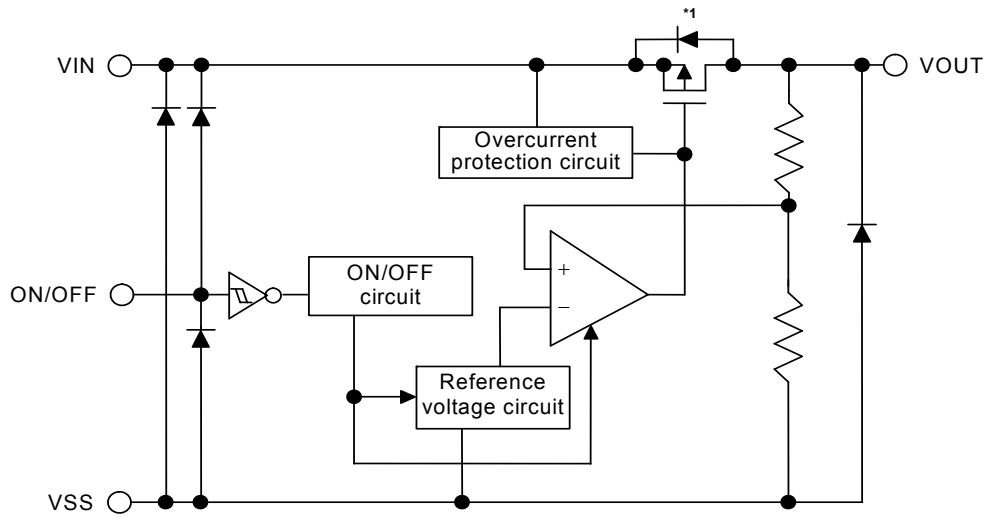 *1
VIN
VOUT
Overcurrent
protection circuit
+
−
ON/OFF
ON/OFF
circuit
Reference
voltage circuit
VSS